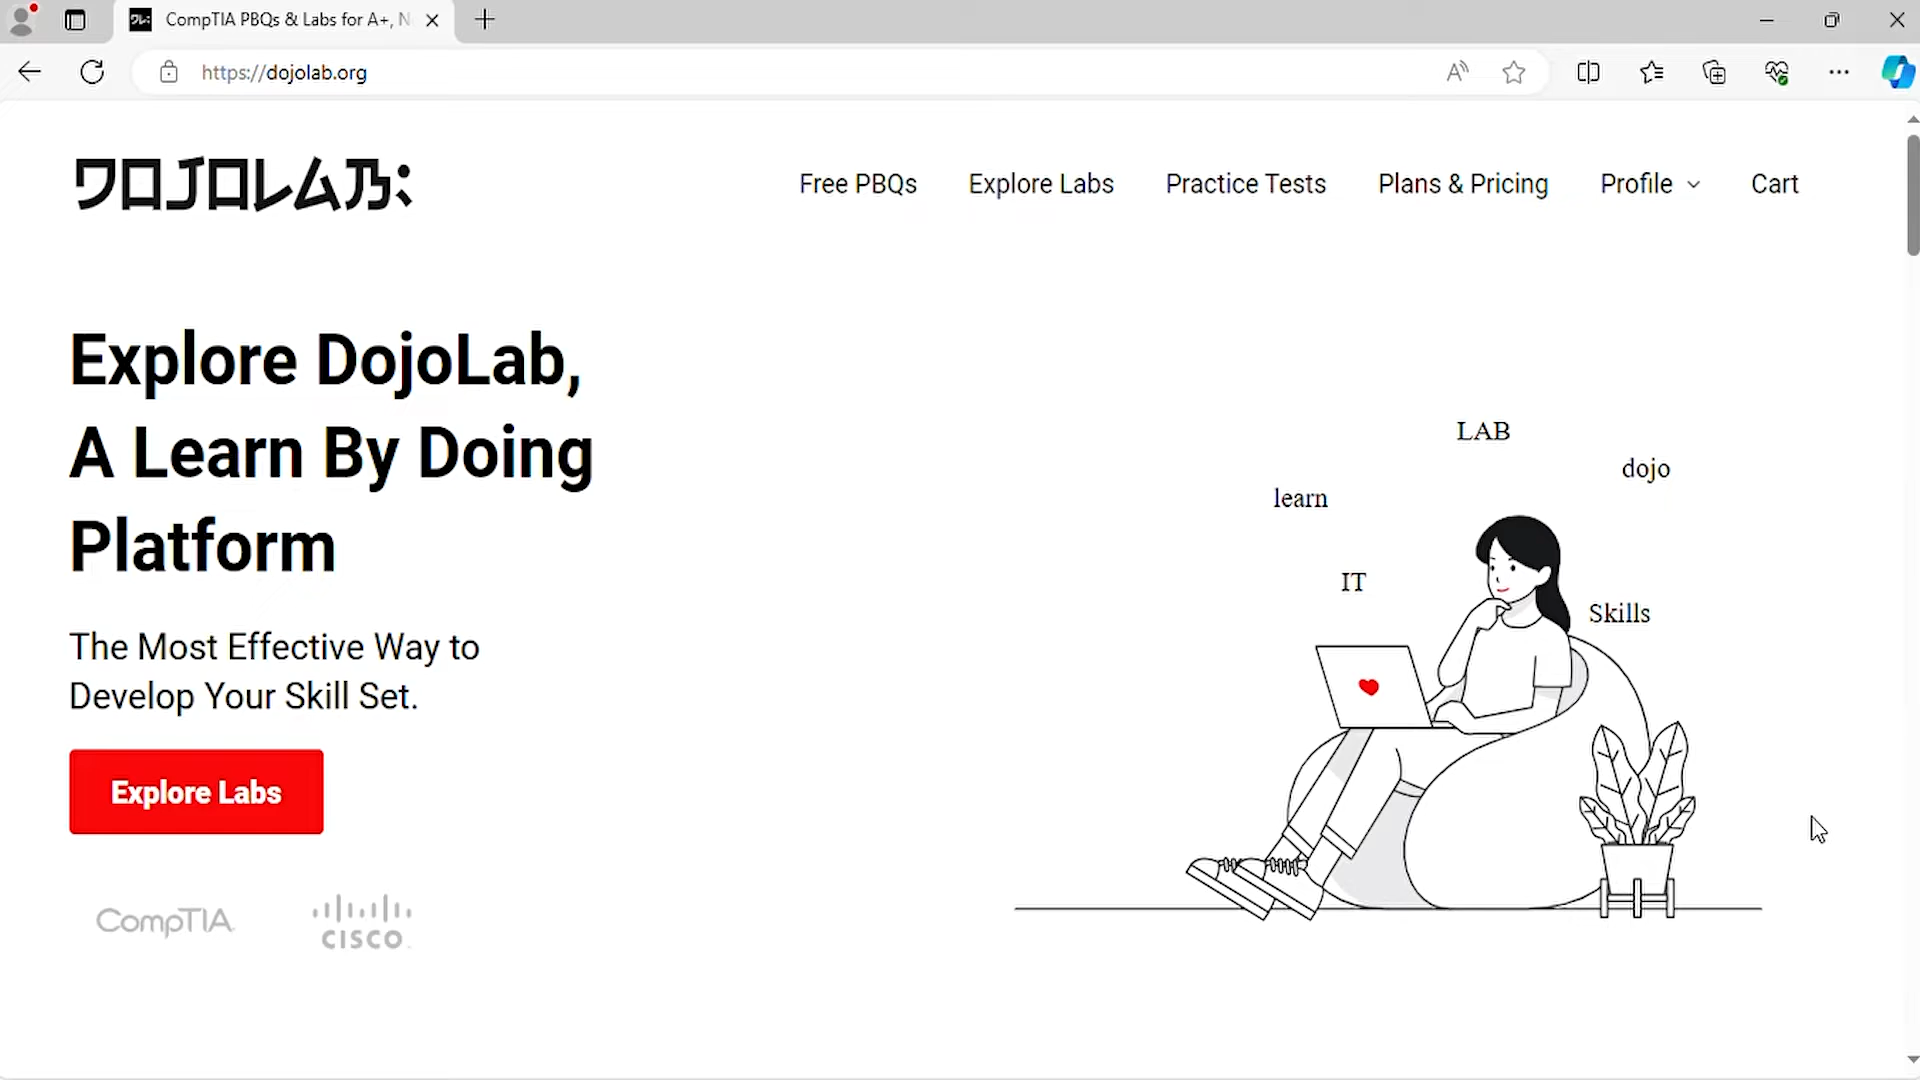 CompTIA PBQs & Labs for A+, N
https://dojolab.org
DOJOLAB:
Free PBQs
Explore Labs
Practice Tests
Plans & Pricing
Profile
Cart
Explore DojoLab,
A Learn By Doing
Platform
The Most Effective Way to
Develop Your Skill Set.
Explore Labs
CompTIA
CISCO
LAB
dojo
learn
IT
Skills